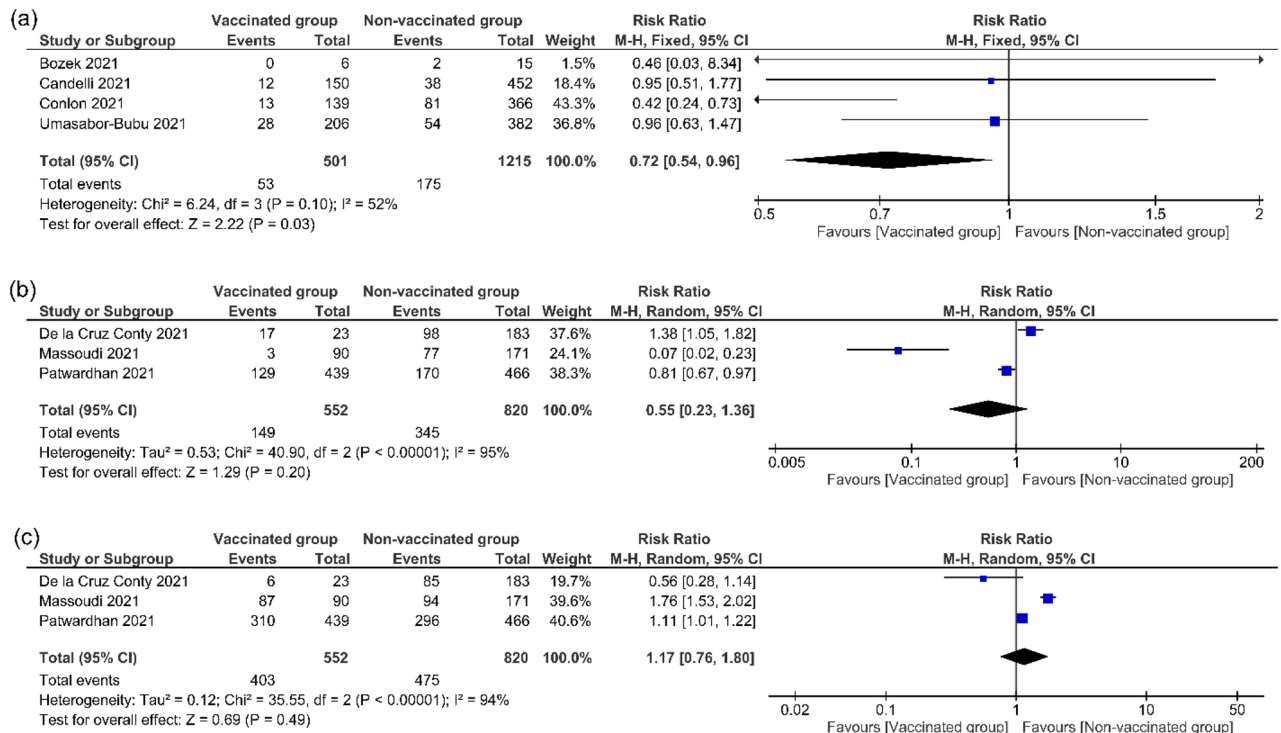 (a)
Vaccinated group Non-vaccinated group Risk Ratio Risk Ratio
Study or Subgroup Events Total Events Total Weight M-H, Fixed, 95% CI M-H, Fixed, 95% CI
Bozek 2021 0 6 2 15 1.5% 0.46 [0.03, 8.34]
Candelli 2021 12 150 38 452 18.4% 0.95 [0.51, 1.77]
Conlon 2021 13 139 81 366 43.3% 0.42 [0.24, 0.73]
Umasabor-Bubu 2021 28 206 54 382 36.8% 0.96 [0.63, 1.47]
Total (95% CI) 501 1215 100.0% 0.72 [0.54, 0.96]
Total events 53 175
Heterogeneity: Chi² = 6.24, df = 3 (P = 0.10); I² = 52%
Test for overall effect: Z = 2.22 (P = 0.03)
0.5 0.7 1 1.5 2
Favours [Vaccinated group] Favours [Non-vaccinated group]
(b)
Vaccinated group Non-vaccinated group Risk Ratio Risk Ratio
Study or Subgroup Events Total Events Total Weight M-H, Random, 95% CI M-H, Random, 95% CI
De la Cruz Conty 2021 17 23 98 183 37.6% 1.38 [1.05, 1.82]
Massoudi 2021 3 90 77 171 24.1% 0.07 [0.02, 0.23]
Patwardhan 2021 129 439 170 466 38.3% 0.81 [0.67, 0.97]
Total (95% CI) 552 820 100.0% 0.55 [0.23, 1.36]
Total events 149 345
Heterogeneity: Tau² = 0.53; Chi² = 40.90, df = 2 (P < 0.00001); I² = 95%
Test for overall effect: Z = 1.29 (P = 0.20)
0.005 0.1 1 10 200
Favours [Vaccinated group] Favours [Non-vaccinated group]
(c)
Vaccinated group Non-vaccinated group Risk Ratio Risk Ratio
Study or Subgroup Events Total Events Total Weight M-H, Random, 95% CI M-H, Random, 95% CI
De la Cruz Conty 2021 6 23 85 183 19.7% 0.56 [0.28, 1.14]
Massoudi 2021 87 90 94 171 39.6% 1.76 [1.53, 2.02]
Patwardhan 2021 310 439 296 466 40.6% 1.11 [1.01, 1.22]
Total (95% CI) 552 820 100.0% 1.17 [0.76, 1.80]
Total events 403 475
Heterogeneity: Tau² = 0.12; Chi² = 35.55, df = 2 (P < 0.00001); I² = 94%
Test for overall effect: Z = 0.69 (P = 0.49)
0.02 0.1 1 10 50
Favours [Vaccinated group] Favours [Non-vaccinated group]